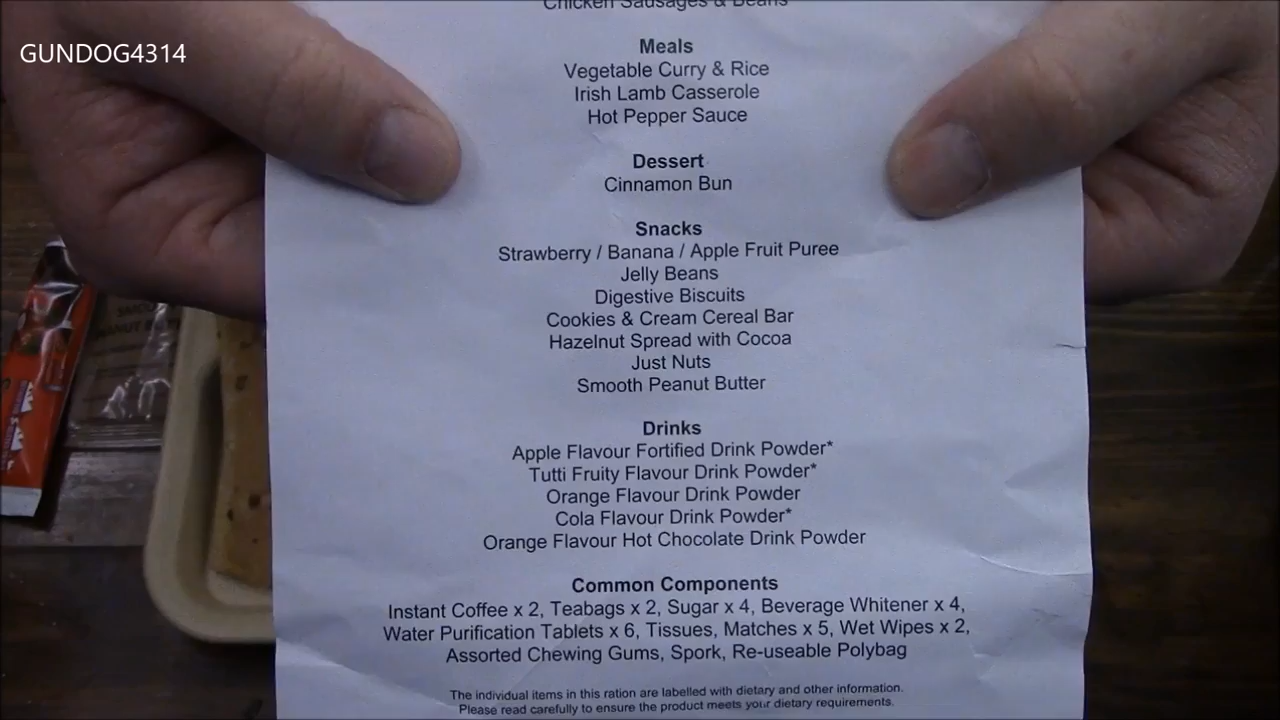 GUNDOG4314
Chicken Sausages & Beans
Meals
Vegetable Curry & Rice
Irish Lamb Casserole
Hot Pepper Sauce
Dessert
Cinnamon Bun
Snacks
Strawberry / Banana / Apple Fruit Puree
Jelly Beans
Digestive Biscuits
Cookies & Cream Cereal Bar
Hazelnut Spread with Cocoa
Just Nuts
Smooth Peanut Butter
Drinks
Apple Flavour Fortified Drink Powder*
Tutti Fruity Flavour Drink Powder*
Orange Flavour Drink Powder
Cola Flavour Drink Powder*
Orange Flavour Hot Chocolate Drink Powder
Common Components
Instant Coffee x 2, Teabags x 2, Sugar x 4, Beverage Whitener x 4,
Water Purification Tablets x 6, Tissues, Matches x 5, Wet Wipes x 2,
Assorted Chewing Gums, Spork, Re-useable Polybag
The individual items in this ration are labelled with dietary and other information.
Please read carefully to ensure the product meets your dietary requirements.